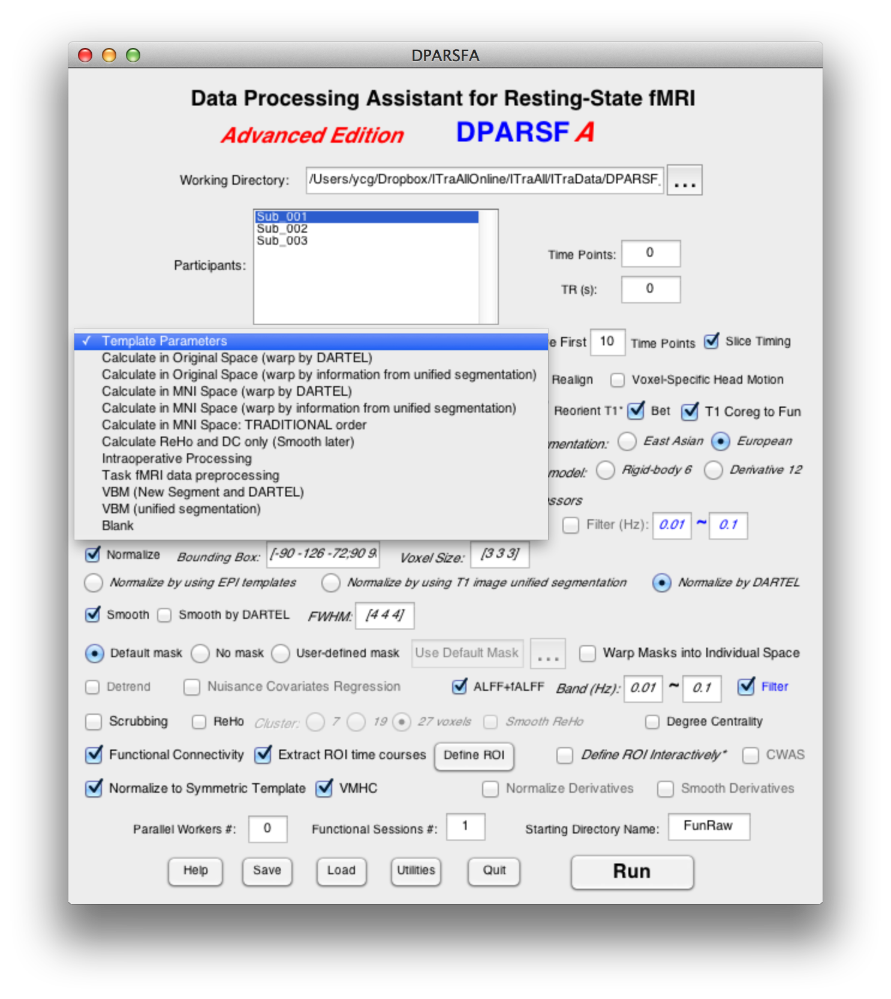 DPARSFA
Data Processing Assistant for Resting-State fMRI
Advanced Edition DPARSF A
Working Directory: /Users/ycg/Dropbox/ITraAllOnline/ITraAll/ITraData/DPARSF_ ...
Sub_001
Sub_002
Sub_003
Participants:
Time Points: 0
TR (s): 0
✓ Template Parameters
Calculate in Original Space (warp by DARTEL)
Calculate in Original Space (warp by information from unified segmentation)
Calculate in MNI Space (warp by DARTEL)
Calculate in MNI Space (warp by information from unified segmentation)
Calculate in MNI Space: TRADITIONAL order
Calculate ReHo and DC only (Smooth later)
Intraoperative Processing
Task fMRI data preprocessing
VBM (New Segment and DARTEL)
VBM (unified segmentation)
Blank
e First 10 Time Points Slice Timing
Realign Voxel-Specific Head Motion
Reorient T1* Bet T1 Coreg to Fun
mentation: East Asian European
model: Rigid-body 6 Derivative 12
essors
Filter (Hz): 0.01 ~ 0.1
Normalize Bounding Box: [-90 -126 -72;90 9 Voxel Size: [3 3 3]
Normalize by using EPI templates Normalize by using T1 image unified segmentation Normalize by DARTEL
Smooth Smooth by DARTEL FWHM: [4 4 4]
Default mask No mask User-defined mask Use Default Mask ... Warp Masks into Individual Space
Detrend Nuisance Covariates Regression ALFF+fALFF Band (Hz): 0.01 ~ 0.1 Filter
Scrubbing ReHo Cluster: 7 19 27 voxels Smooth ReHo Degree Centrality
Functional Connectivity Extract ROI time courses Define ROI Define ROI Interactively* CWAS
Normalize to Symmetric Template VMHC Normalize Derivatives Smooth Derivatives
Parallel Workers #: 0 Functional Sessions #: 1 Starting Directory Name: FunRaw
Help Save Load Utilities Quit Run